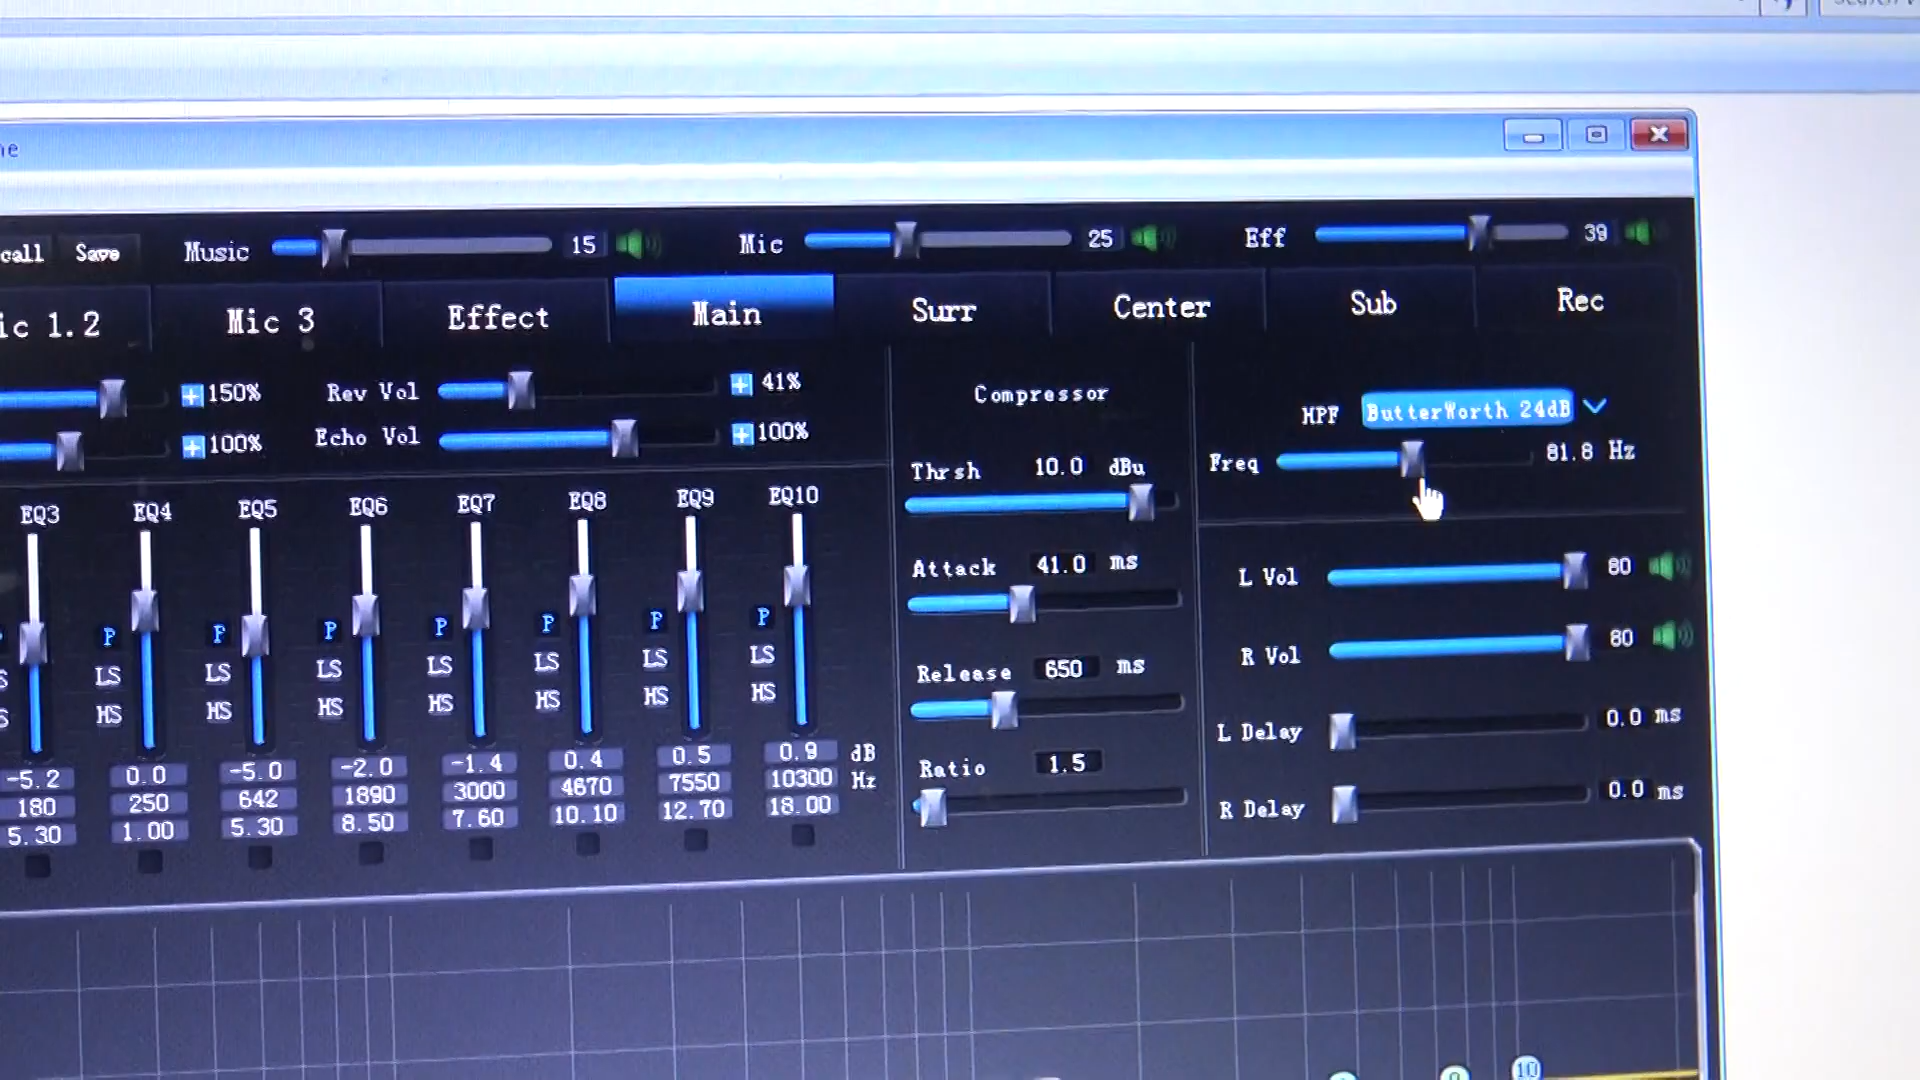 call Save Music 15 Mic 25 Eff 39
ic 1.2 Mic 3 Effect Main Surr Center Sub Rec
150% Rev Vol 41%
100% Echo Vol 100%
Compressor
Thrsh 10.0 dBu
Attack 41.0 ms
Release 650 ms
Ratio 1.5
HPF ButterWorth 24dB
Freq 81.8 Hz
L Vol 80
R Vol 80
L Delay 0.0 ms
R Delay 0.0 ms
EQ3 EQ4 EQ5 EQ6 EQ7 EQ8 EQ9 EQ10
P P P P P P P
LS LS LS LS LS LS LS
HS HS HS HS HS HS HS
-5.2 0.0 -5.0 -2.0 -1.4 0.4 0.5 0.9 dB
180 250 642 1890 3000 4670 7550 10300 Hz
5.30 1.00 5.30 8.50 7.60 10.10 12.70 18.00
10